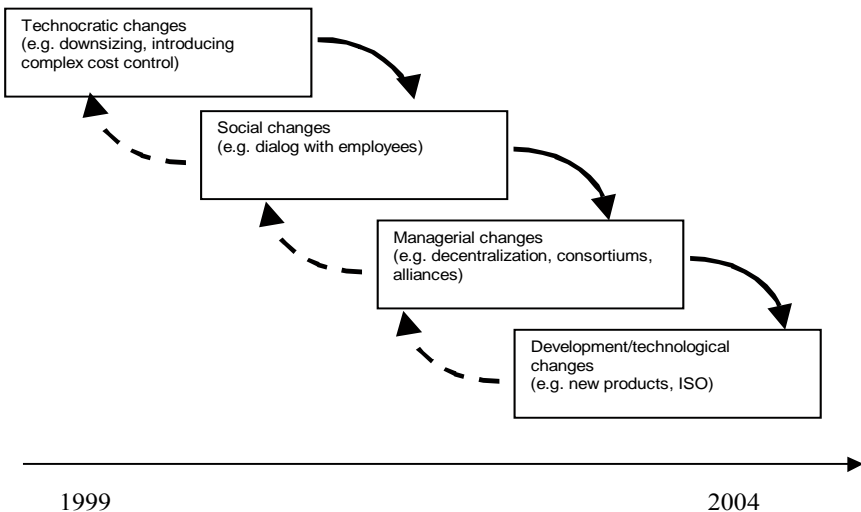 Technocratic changes
(e.g. downsizing, introducing
complex cost control)
Social changes
(e.g. dialog with employees)
Managerial changes
(e.g. decentralization, consortiums,
alliances)
Development/technological
changes
(e.g. new products, ISO)
1999
2004